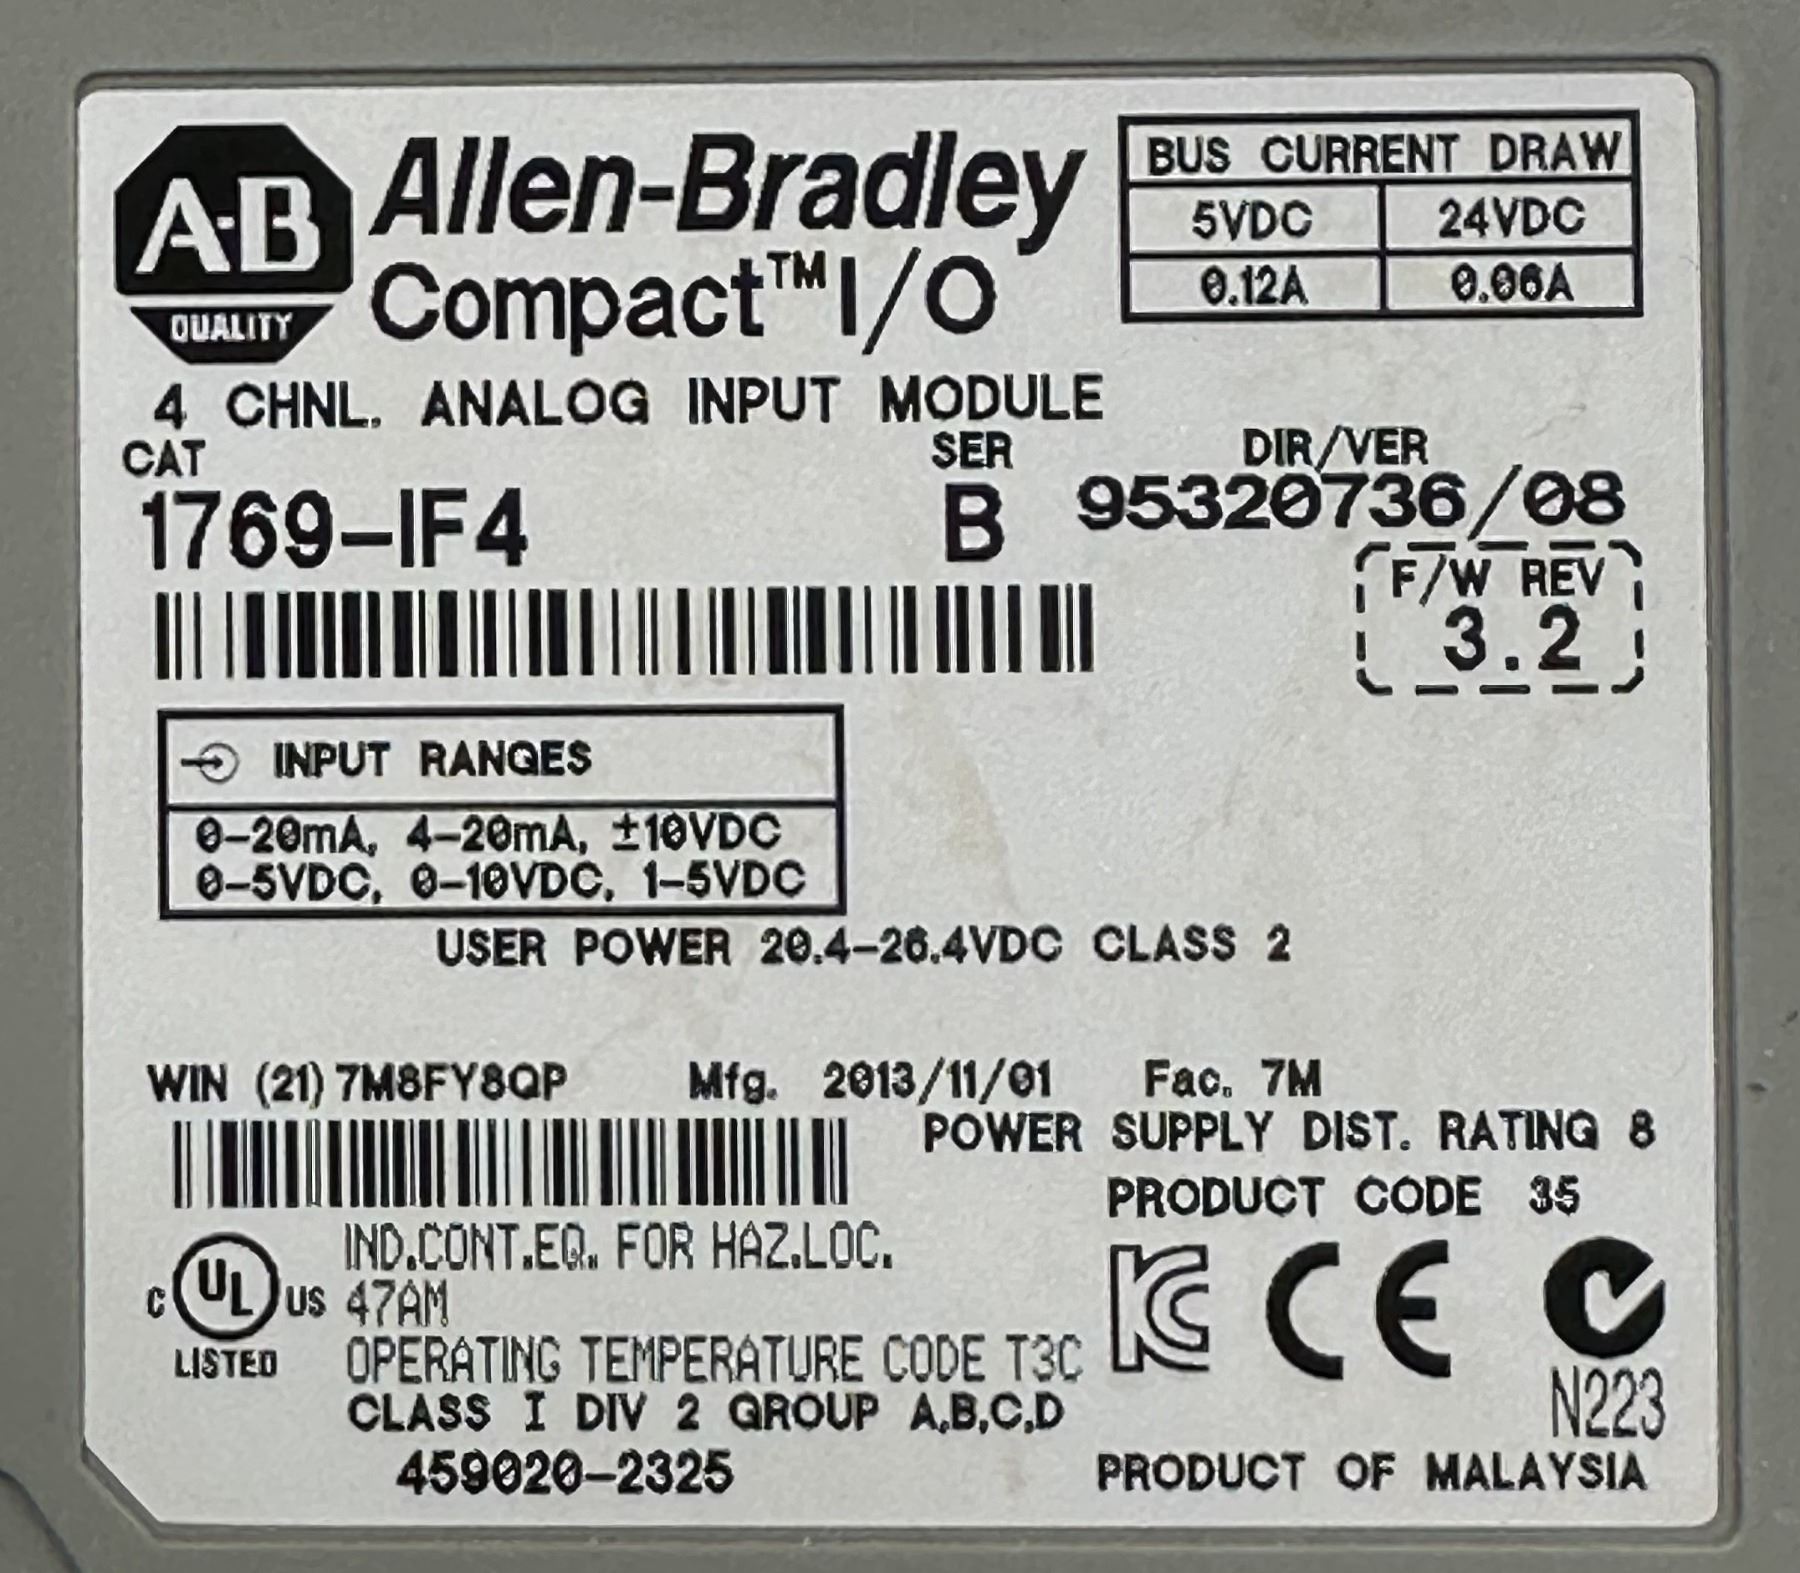 A-B
QUALITY
Allen-Bradley
Compact™ I/O
BUS CURRENT DRAW
5VDC 24VDC
0.12A 0.06A
4 CHNL. ANALOG INPUT MODULE
CAT SER DIR/VER
1769-IF4 B 95320736/08
F/W REV
3.2
INPUT RANGES
0-20mA, 4-20mA, ±10VDC
0-5VDC, 0-10VDC, 1-5VDC
USER POWER 20.4-26.4VDC CLASS 2
WIN (21) 7M8FY8QP Mfg. 2013/11/01 Fac. 7M
POWER SUPPLY DIST. RATING 8
PRODUCT CODE 35
C UL US
LISTED
IND.CONT.EQ. FOR HAZ.LOC.
47AM
OPERATING TEMPERATURE CODE T3C
CLASS I DIV 2 GROUP A,B,C,D
459020-2325
KC CE
N223
PRODUCT OF MALAYSIA